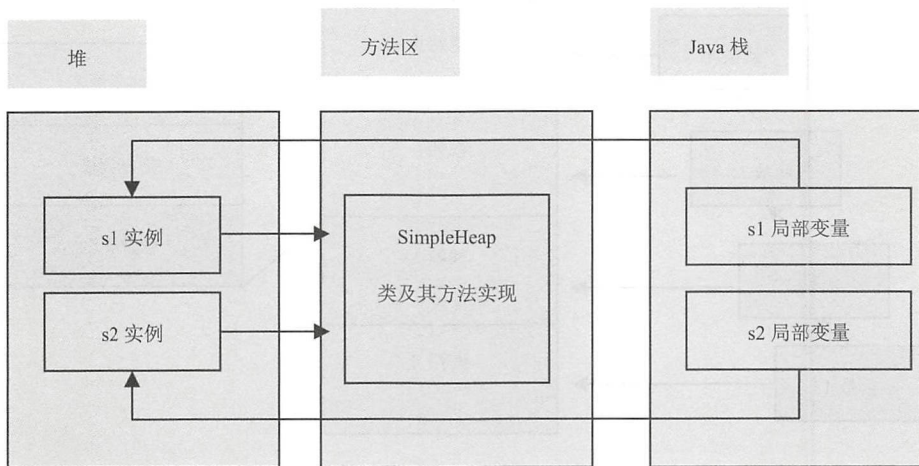 堆
方法区
Java 栈
s1 实例
s2 实例
SimpleHeap
类及其方法实现
s1 局部变量
s2 局部变量